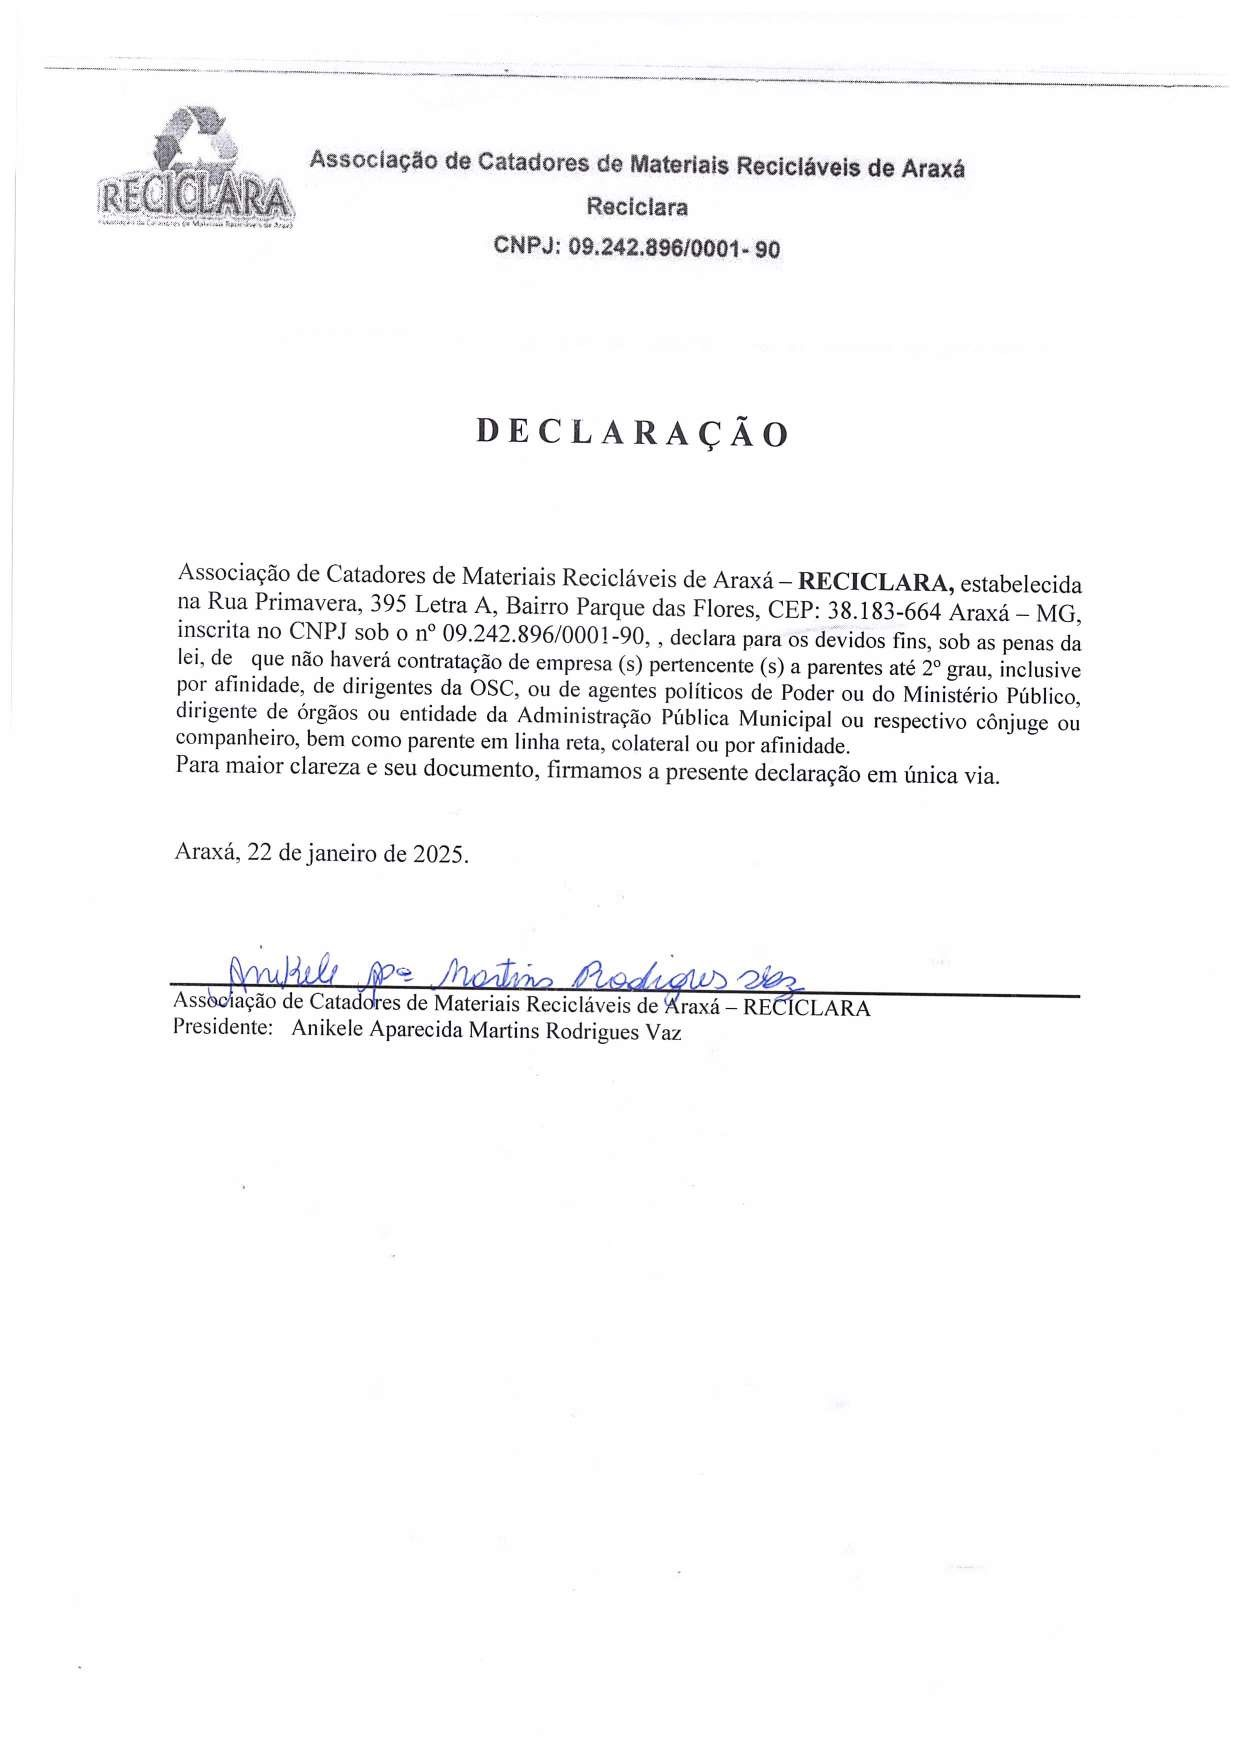 RECICLARA
Associação de Catadores de Materiais Recicláveis de Araxá
Associação de Catadores de Materiais Recicláveis de Araxá
Reciclara
CNPJ: 09.242.896/0001- 90
DECLARAÇÃO
Associação de Catadores de Materiais Recicláveis de Araxá – RECICLARA, estabelecida
na Rua Primavera, 395 Letra A, Bairro Parque das Flores, CEP: 38.183-664 Araxá – MG,
inscrita no CNPJ sob o nº 09.242.896/0001-90, , declara para os devidos fins, sob as penas da
lei, de que não haverá contratação de empresa (s) pertencente (s) a parentes até 2º grau, inclusive
por afinidade, de dirigentes da OSC, ou de agentes políticos de Poder ou do Ministério Público,
dirigente de órgãos ou entidade da Administração Pública Municipal ou respectivo cônjuge ou
companheiro, bem como parente em linha reta, colateral ou por afinidade.
Para maior clareza e seu documento, firmamos a presente declaração em única via.
Araxá, 22 de janeiro de 2025.
Anikele Apª Martins Rodrigues Vaz
Associação de Catadores de Materiais Recicláveis de Araxá – RECICLARA
Presidente: Anikele Aparecida Martins Rodrigues Vaz